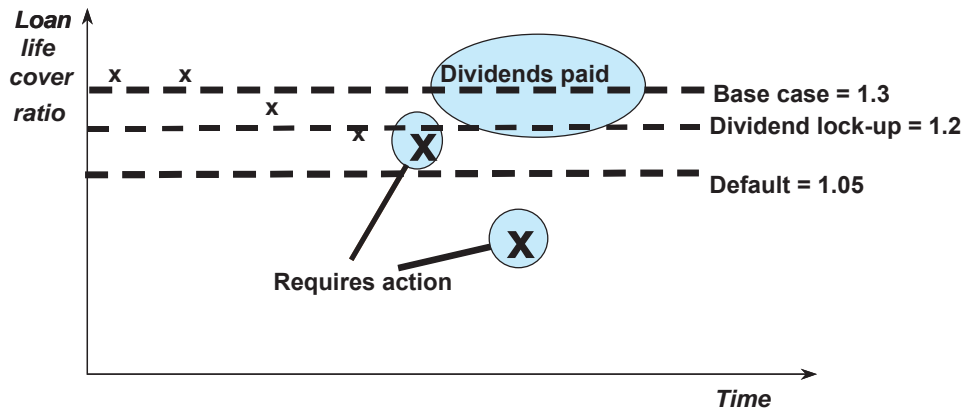 Loan
life
cover
ratio
x x
Dividends paid
Base case = 1.3
x
Dividend lock-up = 1.2
x
x
Default = 1.05
x
Requires action
Time